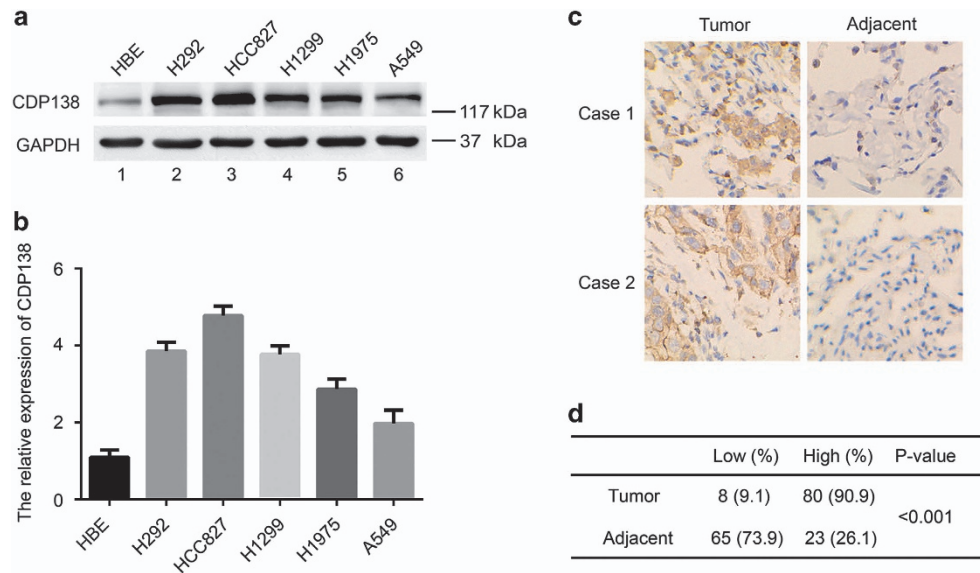 a
HBE H292 HCC827 H1299 H1975 A549
CDP138
117 kDa
GAPDH
37 kDa
1 2 3 4 5 6
b
The relative expression of CDP138
6
4
2
0
HBE H292 HCC827 H1299 H1975 A549
c
Tumor Adjacent
Case 1
Case 2
d
Low (%) High (%) P-value
Tumor 8 (9.1) 80 (90.9)
<0.001
Adjacent 65 (73.9) 23 (26.1)